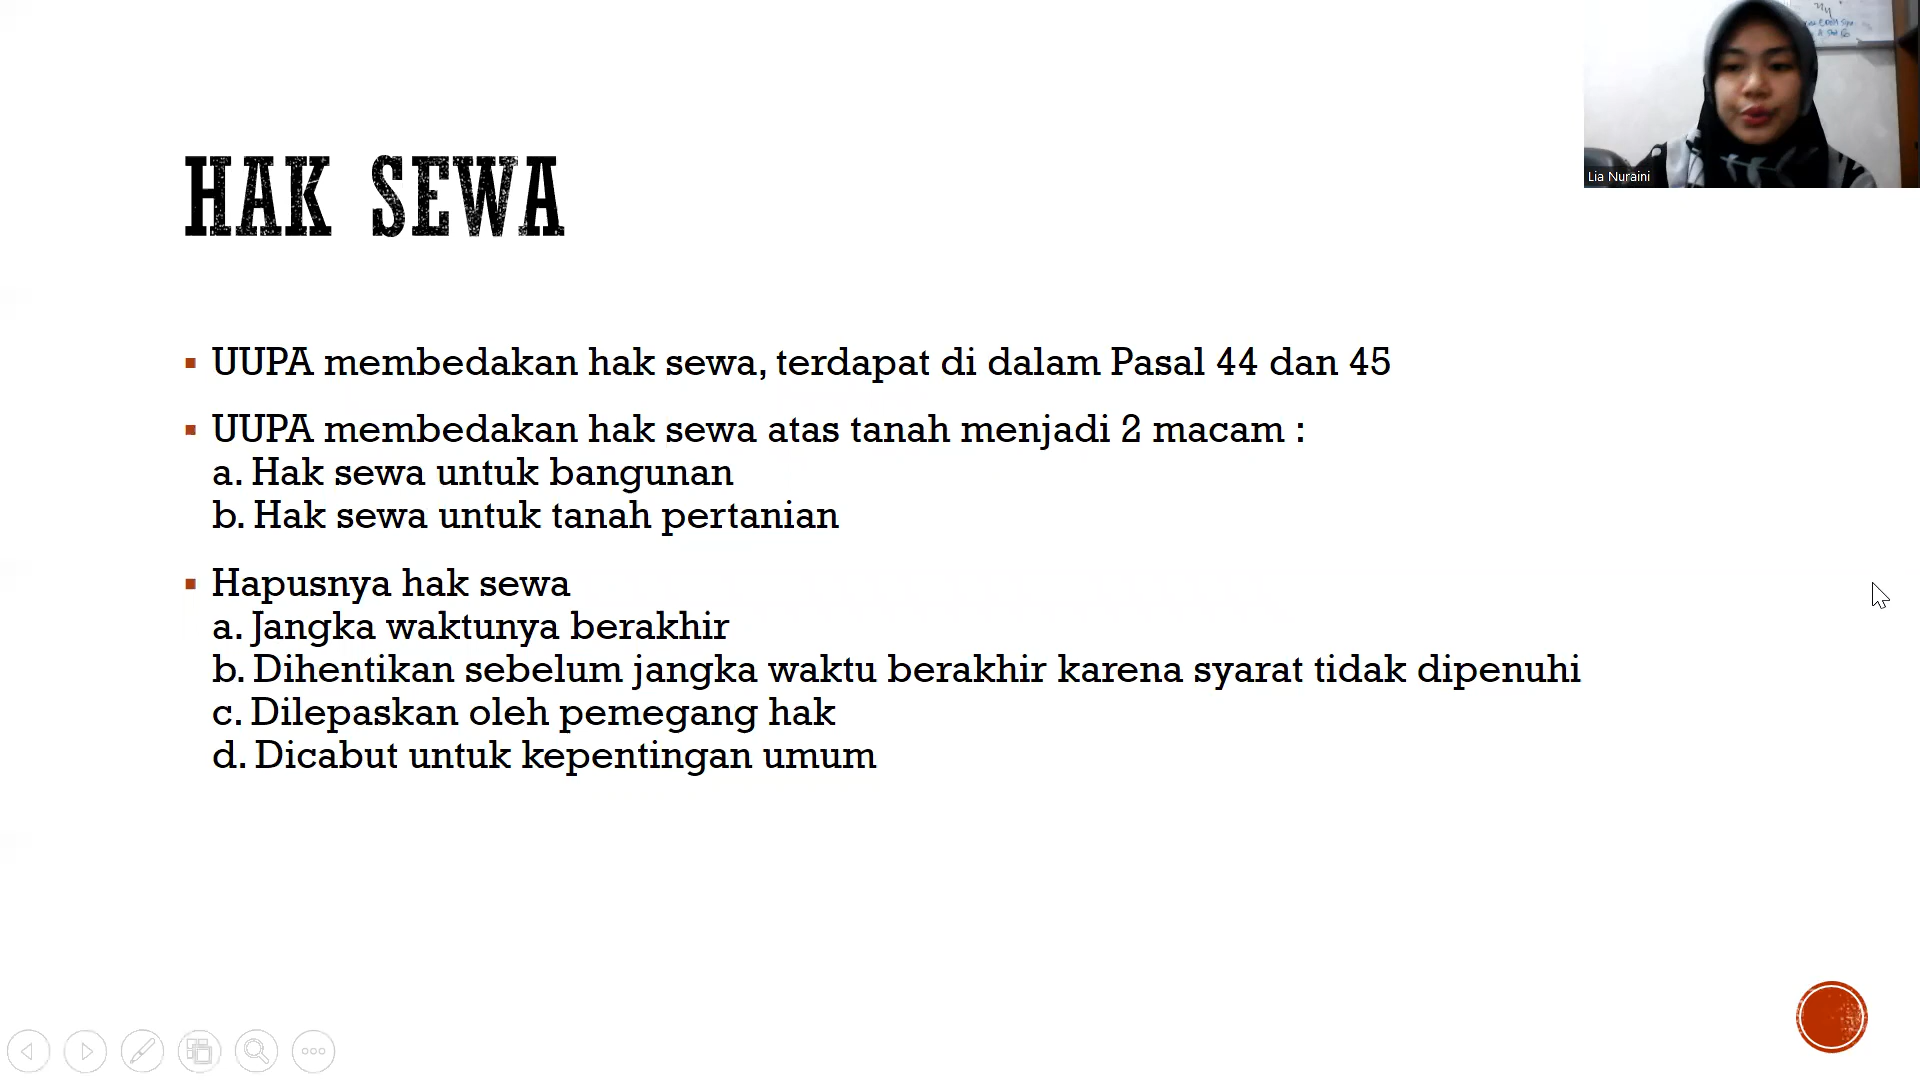 HAK SEWA
UUPA membedakan hak sewa, terdapat di dalam Pasal 44 dan 45
UUPA membedakan hak sewa atas tanah menjadi 2 macam :
a. Hak sewa untuk bangunan
b. Hak sewa untuk tanah pertanian
Hapusnya hak sewa
a. Jangka waktunya berakhir
b. Dihentikan sebelum jangka waktu berakhir karena syarat tidak dipenuhi
c. Dilepaskan oleh pemegang hak
d. Dicabut untuk kepentingan umum
Lia Nuraini